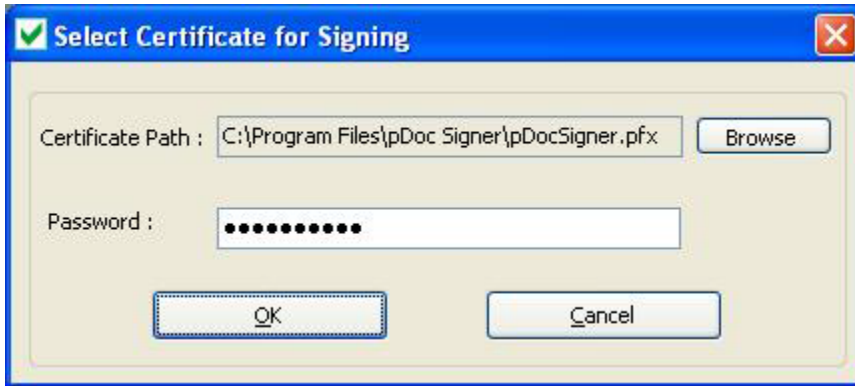 Select Certificate for Signing
Certificate Path : C:\Program Files\pDoc Signer\pDocSigner.pfx Browse
Password : ●●●●●●●●●●
OK Cancel